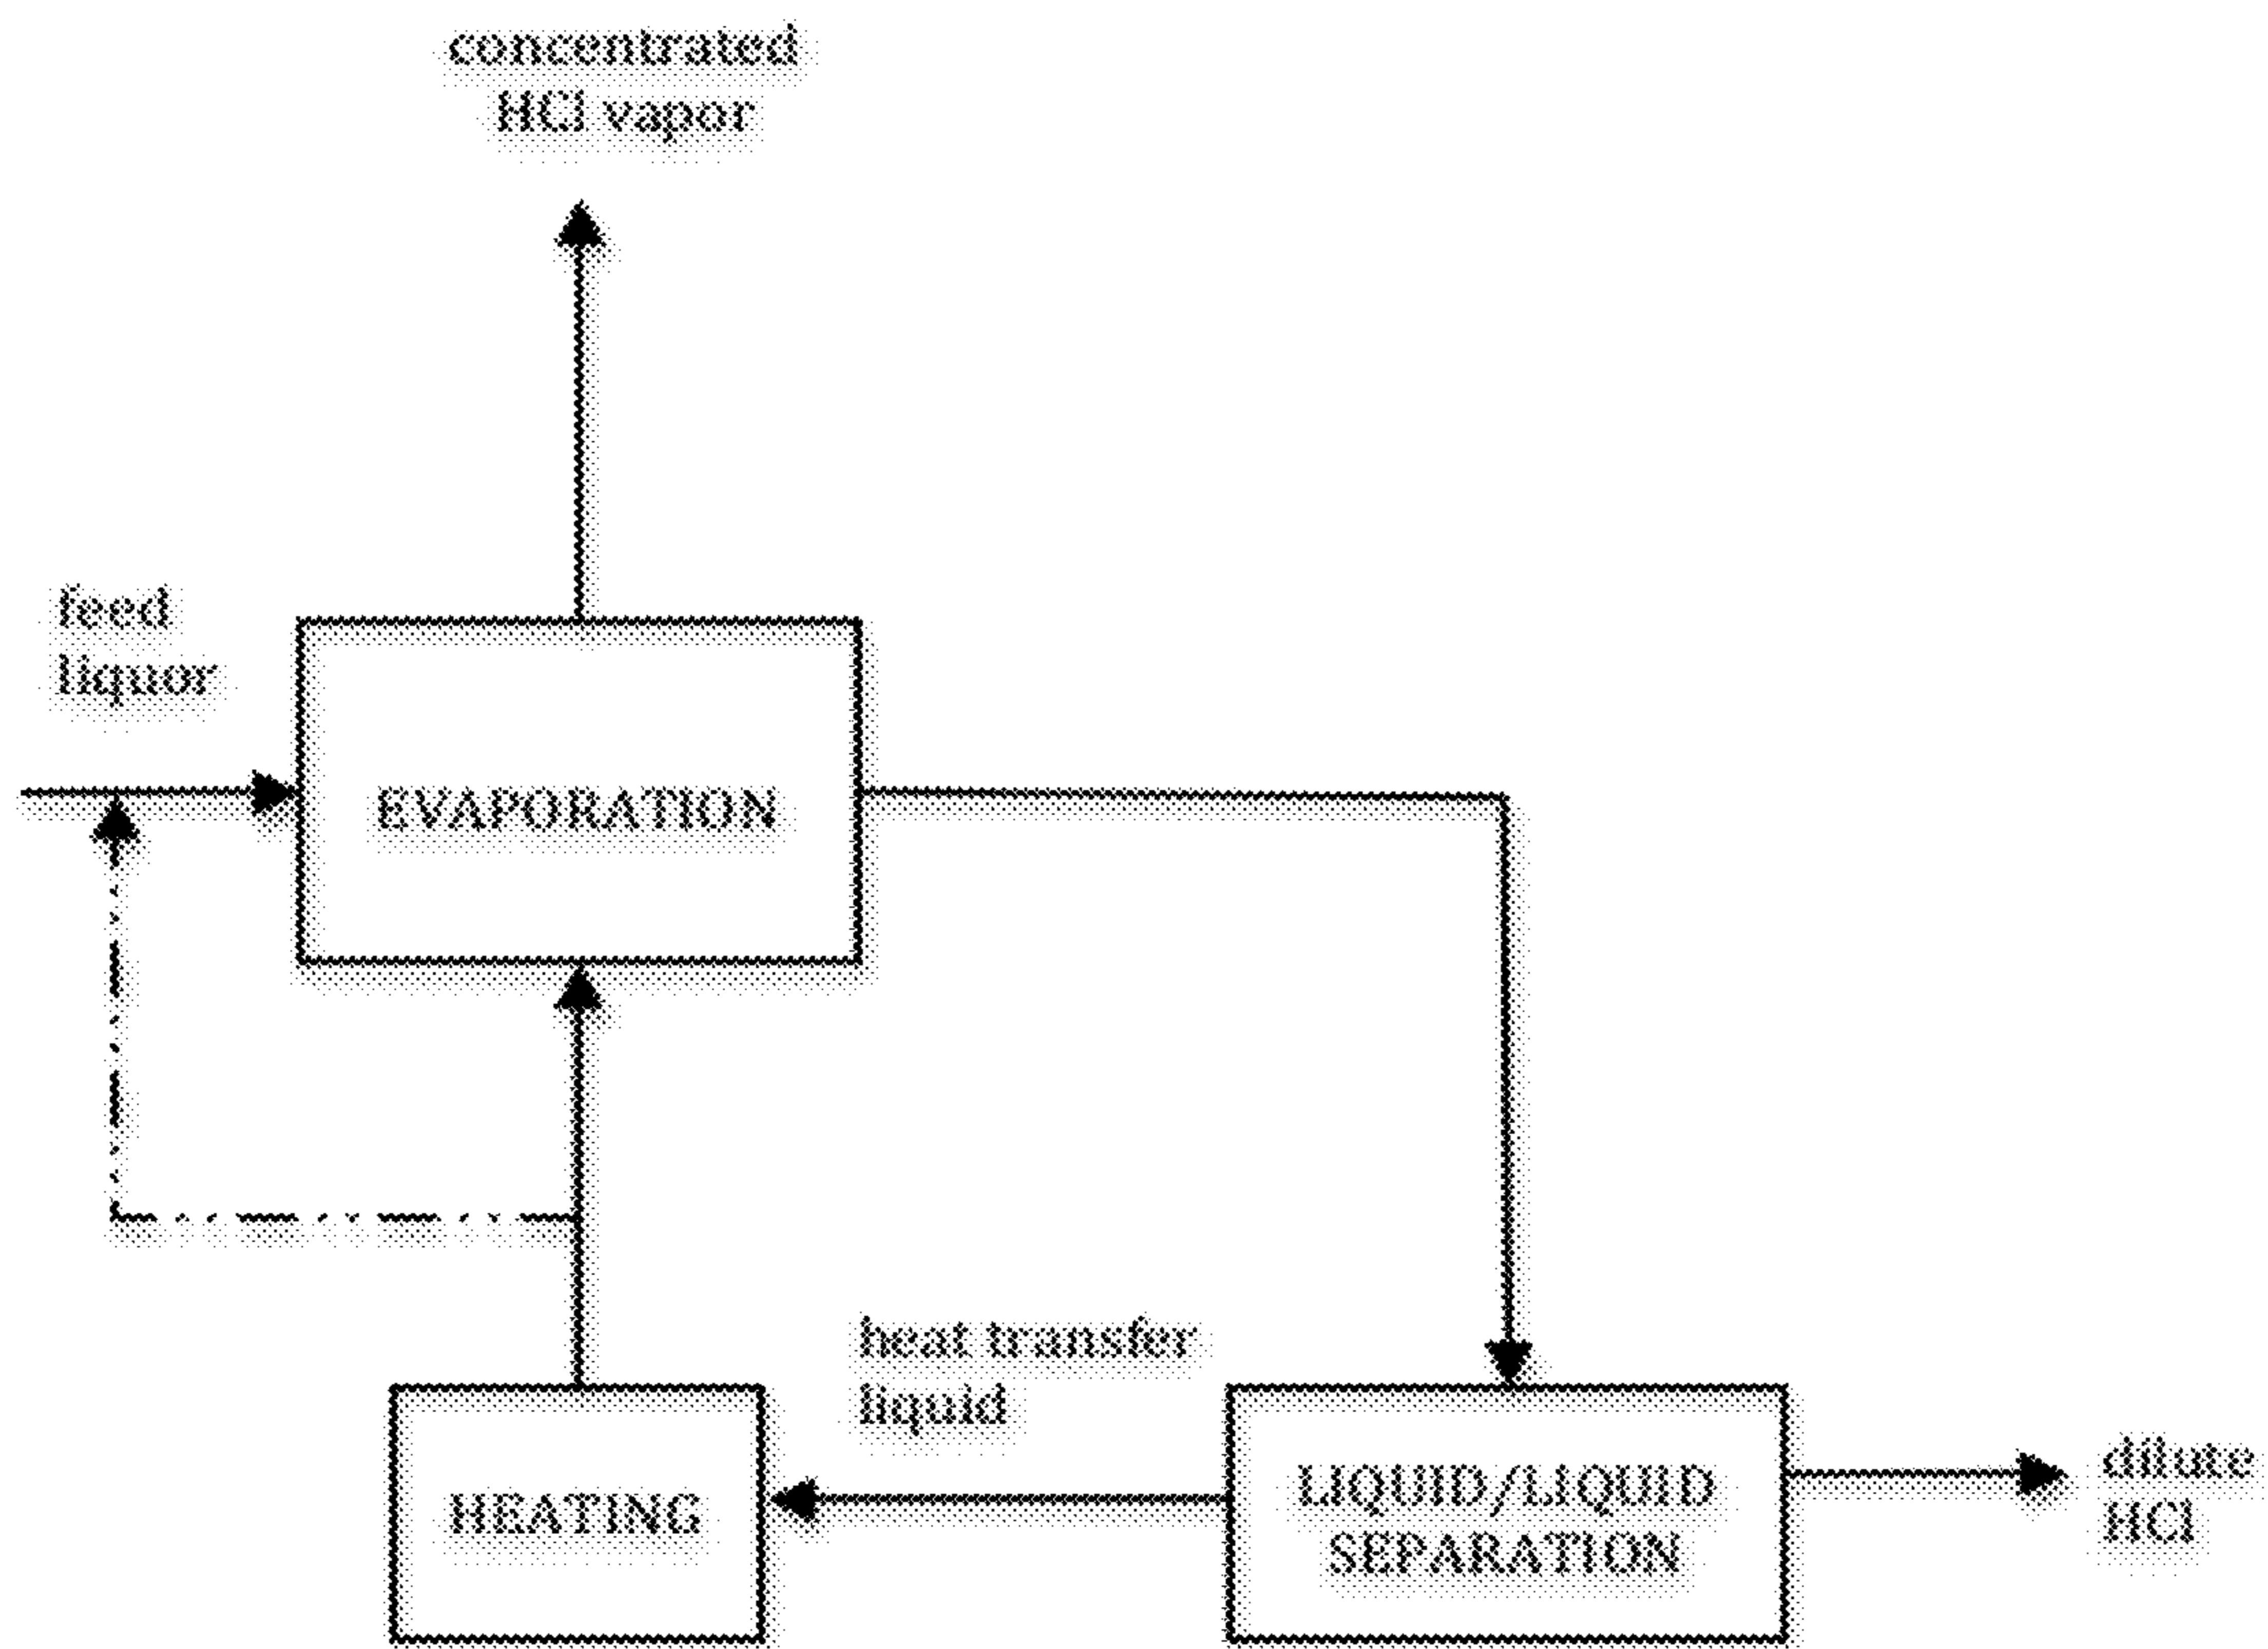 concentrated
HCl vapor
feed
liquor
EVAPORATION
heat transfer
liquid
HEATING
LIQUID/LIQUID
SEPARATION
dilute
HCl